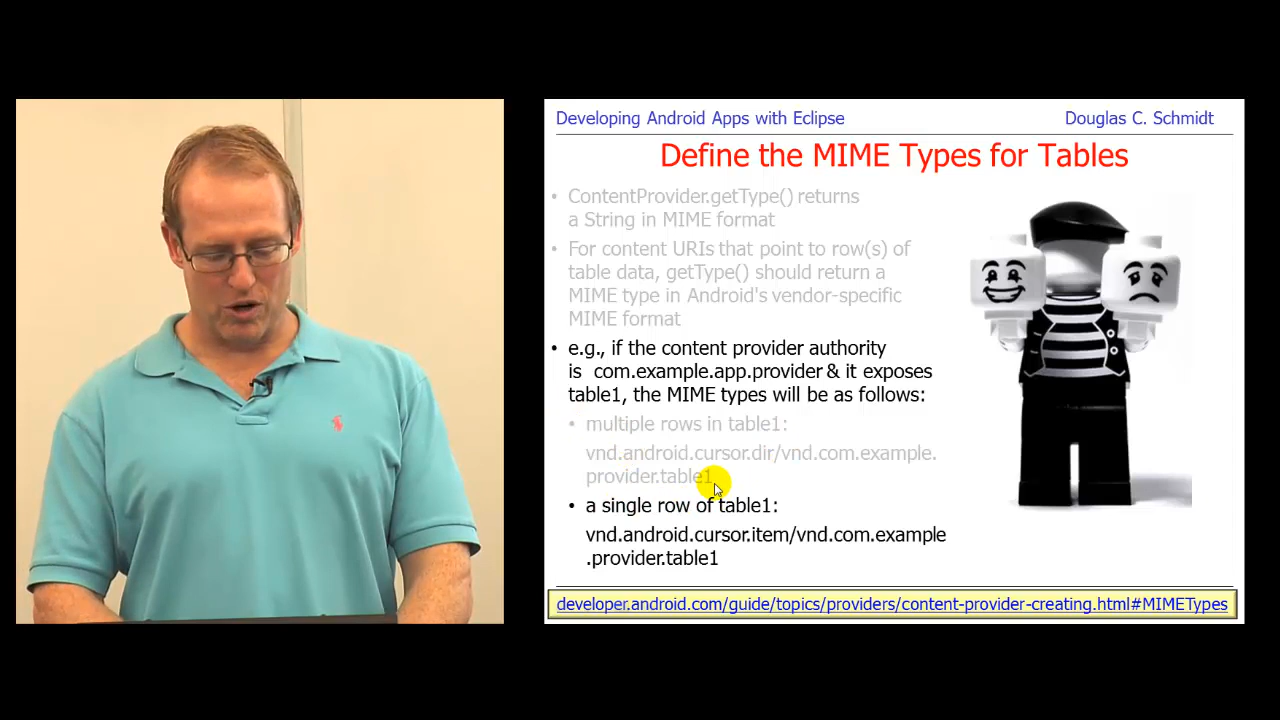 Developing Android Apps with Eclipse
Douglas C. Schmidt
Define the MIME Types for Tables
• ContentProvider.getType() returns
a String in MIME format
• For content URIs that point to row(s) of
table data, getType() should return a
MIME type in Android's vendor-specific
MIME format
• e.g., if the content provider authority
is com.example.app.provider & it exposes
table1, the MIME types will be as follows:
• multiple rows in table1:
vnd.android.cursor.dir/vnd.com.example.
provider.table1
• a single row of table1:
vnd.android.cursor.item/vnd.com.example
.provider.table1
developer.android.com/guide/topics/providers/content-provider-creating.html#MIMETypes